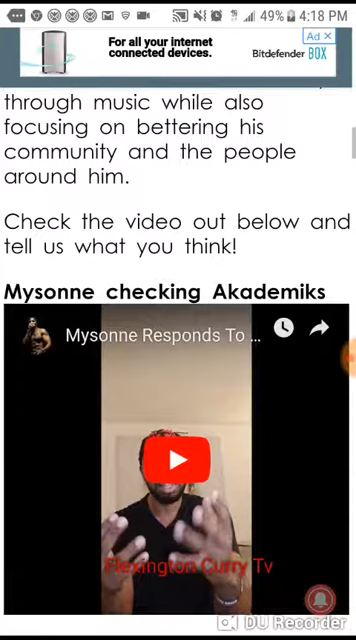 49% 4:18 PM
Ad
For all your internet
connected devices.
Bitdefender BOX
through music while also
focusing on bettering his
community and the people
around him.
Check the video out below and
tell us what you think!
Mysonne checking Akademiks
Mysonne Responds To ...
Flexington Curry Tv
DU Recorder